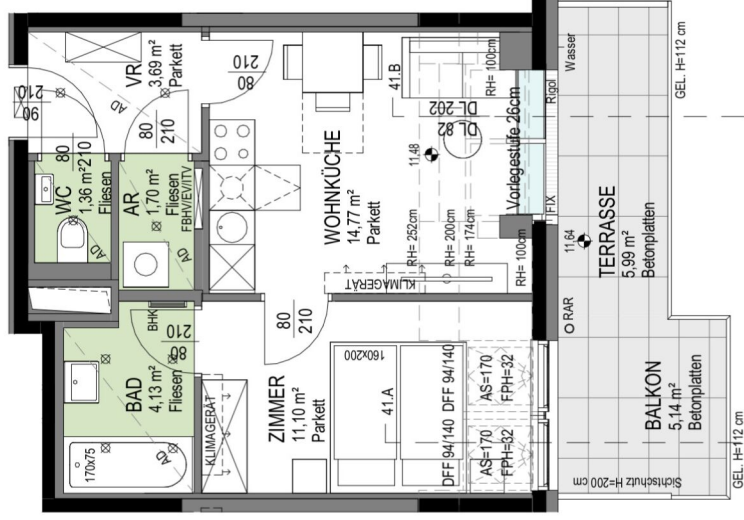 VR
3,69 m²
Parkett
AD
90
210
80
210
80
210
80
210
WC
1,36 m²
Fliesen
AD
AR
1,70 m²
Fliesen
FBHV/EV/ITV
AD
WOHNKÜCHE
14,77 m²
Parkett
41.B
RH= 100cm
DL 202
DL 82
11,48
Vorlegestufe 26cm
RH= 252cm
RH= 200cm
RH= 174cm
RH= 100cm
KLIMAGERÄT
Wasser
Rigol
FIX
GEL. H=112 cm
TERRASSE
5,99 m²
Betonplatten
11,64
RAR
BHK
80
210
BAD
4,13 m²
Fliesen
AD
170x75
KLIMAGERÄT
80
210
ZIMMER
11,10 m²
Parkett
160x200
41.A
DFF 94/140
DFF 94/140
AS=170
FPH=32
AS=170
FPH=32
BALKON
5,14 m²
Betonplatten
Sichtschutz H=200 cm
GEL. H=112 cm